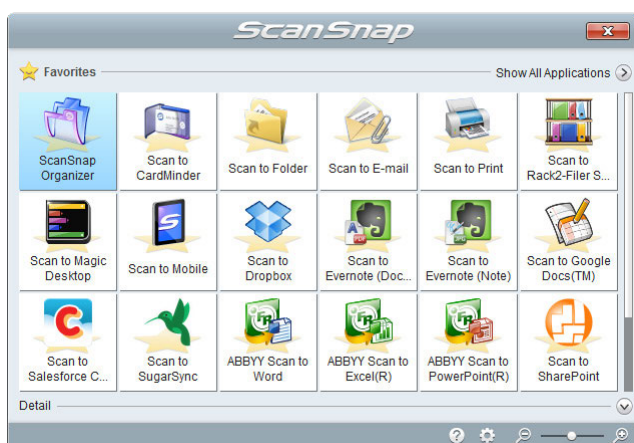 ScanSnap
Favorites
Show All Applications
ScanSnap
Organizer
Scan to
CardMinder
Scan to Folder
Scan to E-mail
Scan to Print
Scan to
Rack2-Filer S...
Scan to Magic
Desktop
Scan to Mobile
Scan to
Dropbox
Scan to
Evernote (Doc...
Scan to
Evernote (Note)
Scan to Google
Docs(TM)
Scan to
Salesforce C...
Scan to
SugarSync
ABBYY Scan to
Word
ABBYY Scan to
Excel(R)
ABBYY Scan to
PowerPoint(R)
Scan to
SharePoint
Detail